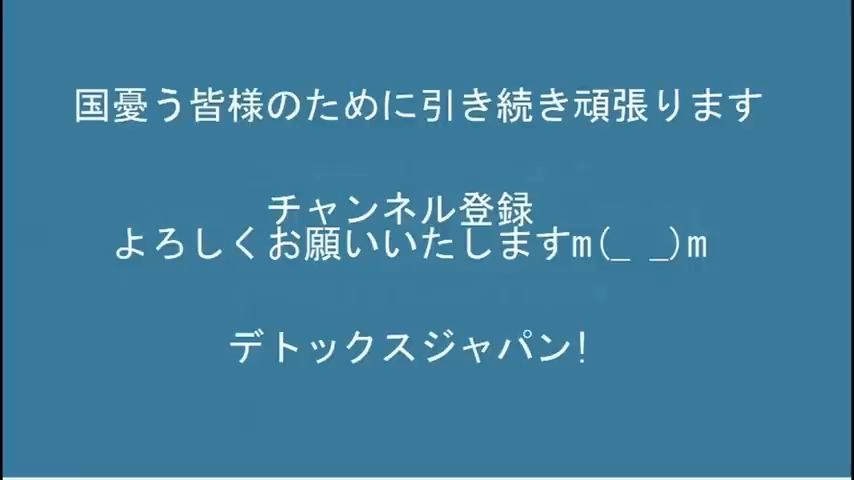 国憂う皆様のために引き続き頑張ります
チャンネル登録
よろしくお願いいたしますm(_ _)m
デトックスジャパン!